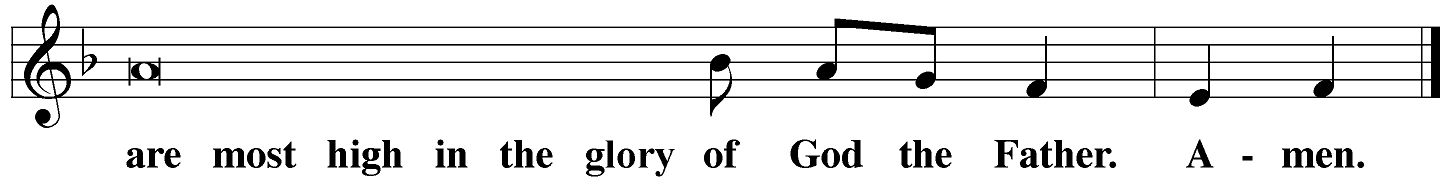 are most high in the glory of God the Father. A - men.